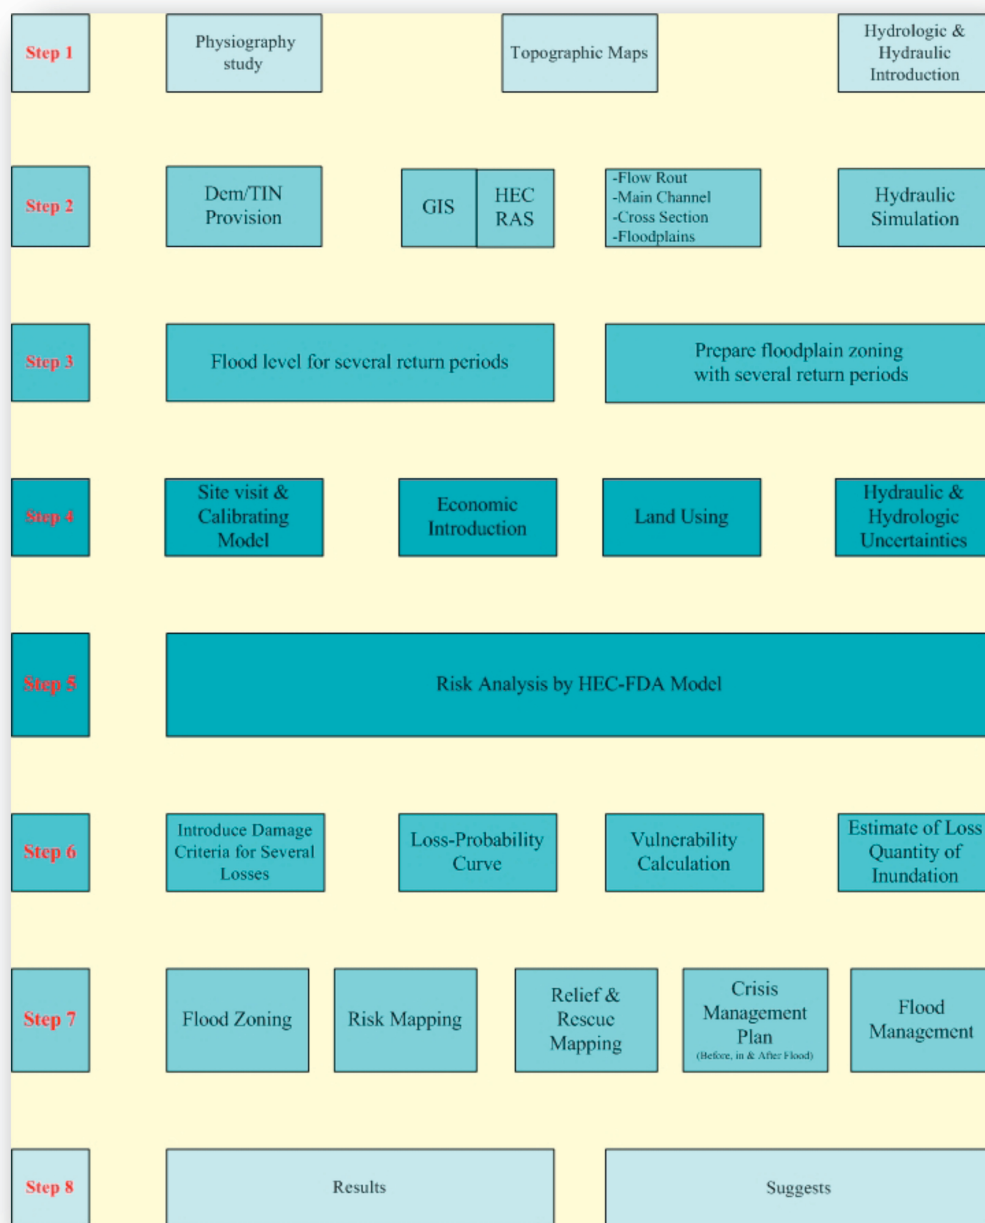 Step 1
Physiography
study
Topographic Maps
Hydrologic &
Hydraulic
Introduction
Step 2
Dem/TIN
Provision
GIS
HEC
RAS
-Flow Rout
-Main Channel
-Cross Section
-Floodplains
Hydraulic
Simulation
Step 3
Flood level for several return periods
Prepare floodplain zoning
with several return periods
Step 4
Site visit &
Calibrating
Model
Economic
Introduction
Land Using
Hydraulic &
Hydrologic
Uncertainties
Step 5
Risk Analysis by HEC-FDA Model
Step 6
Introduce Damage
Criteria for Several
Losses
Loss-Probability
Curve
Vulnerability
Calculation
Estimate of Loss
Quantity of
Inundation
Step 7
Flood Zoning
Risk Mapping
Relief &
Rescue
Mapping
Crisis
Management
Plan
(Before, in & After Flood)
Flood
Management
Step 8
Results
Suggests